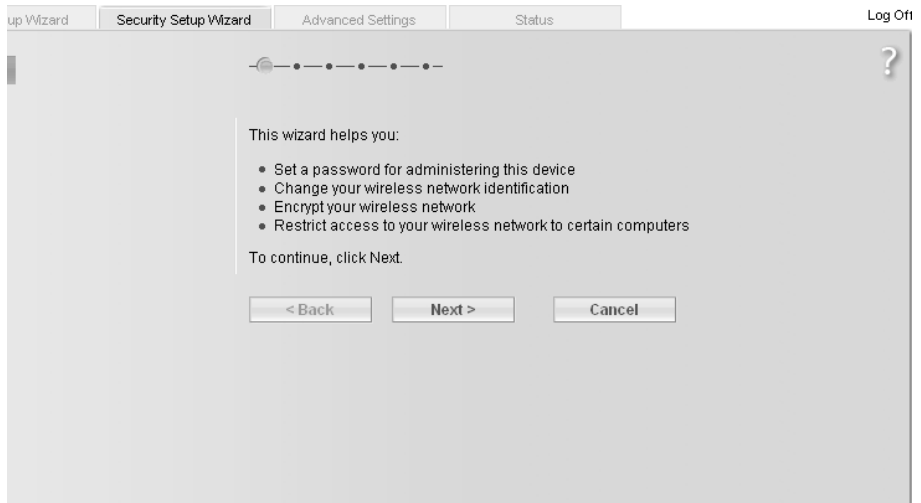 up Wizard
Security Setup Wizard
Advanced Settings
Status
Log Off
?
This wizard helps you:
Set a password for administering this device
Change your wireless network identification
Encrypt your wireless network
Restrict access to your wireless network to certain computers
To continue, click Next.
< Back
Next >
Cancel